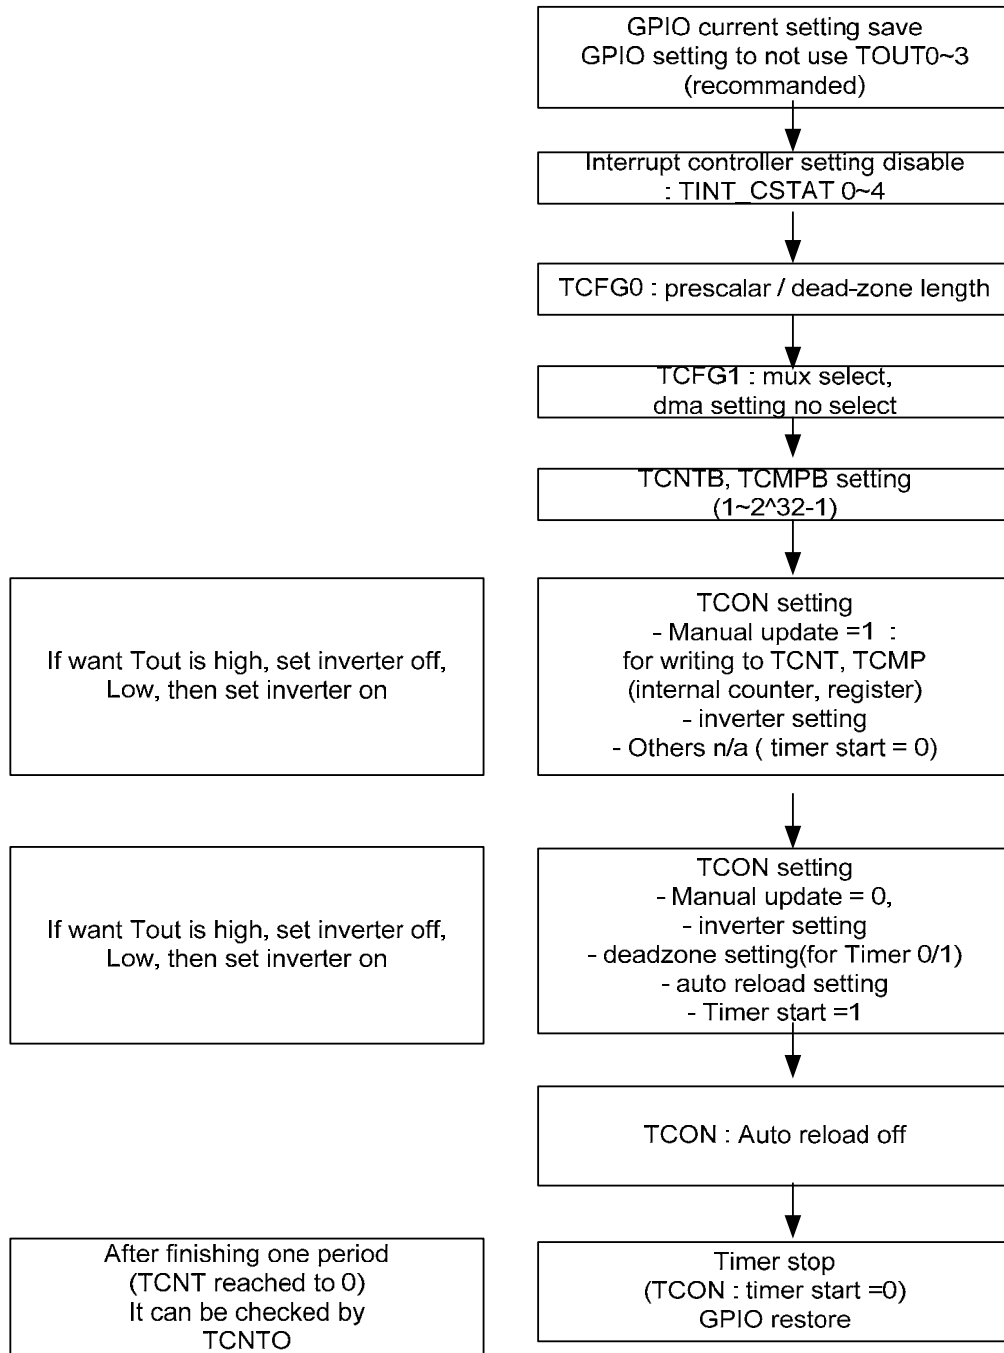 GPIO current setting save
GPIO setting to not use TOUT0~3
(recommanded)
Interrupt controller setting disable
: TINT_CSTAT 0~4
TCFG0 : prescalar / dead-zone length
TCFG1 : mux select,
dma setting no select
TCNTB, TCMPB setting
(1~2^32-1)
If want Tout is high, set inverter off,
Low, then set inverter on
TCON setting
- Manual update =1 :
for writing to TCNT, TCMP
(internal counter, register)
- inverter setting
- Others n/a ( timer start = 0)
If want Tout is high, set inverter off,
Low, then set inverter on
TCON setting
- Manual update = 0,
- inverter setting
- deadzone setting(for Timer 0/1)
- auto reload setting
- Timer start =1
TCON : Auto reload off
After finishing one period
(TCNT reached to 0)
It can be checked by
TCNTO
Timer stop
(TCON : timer start =0)
GPIO restore